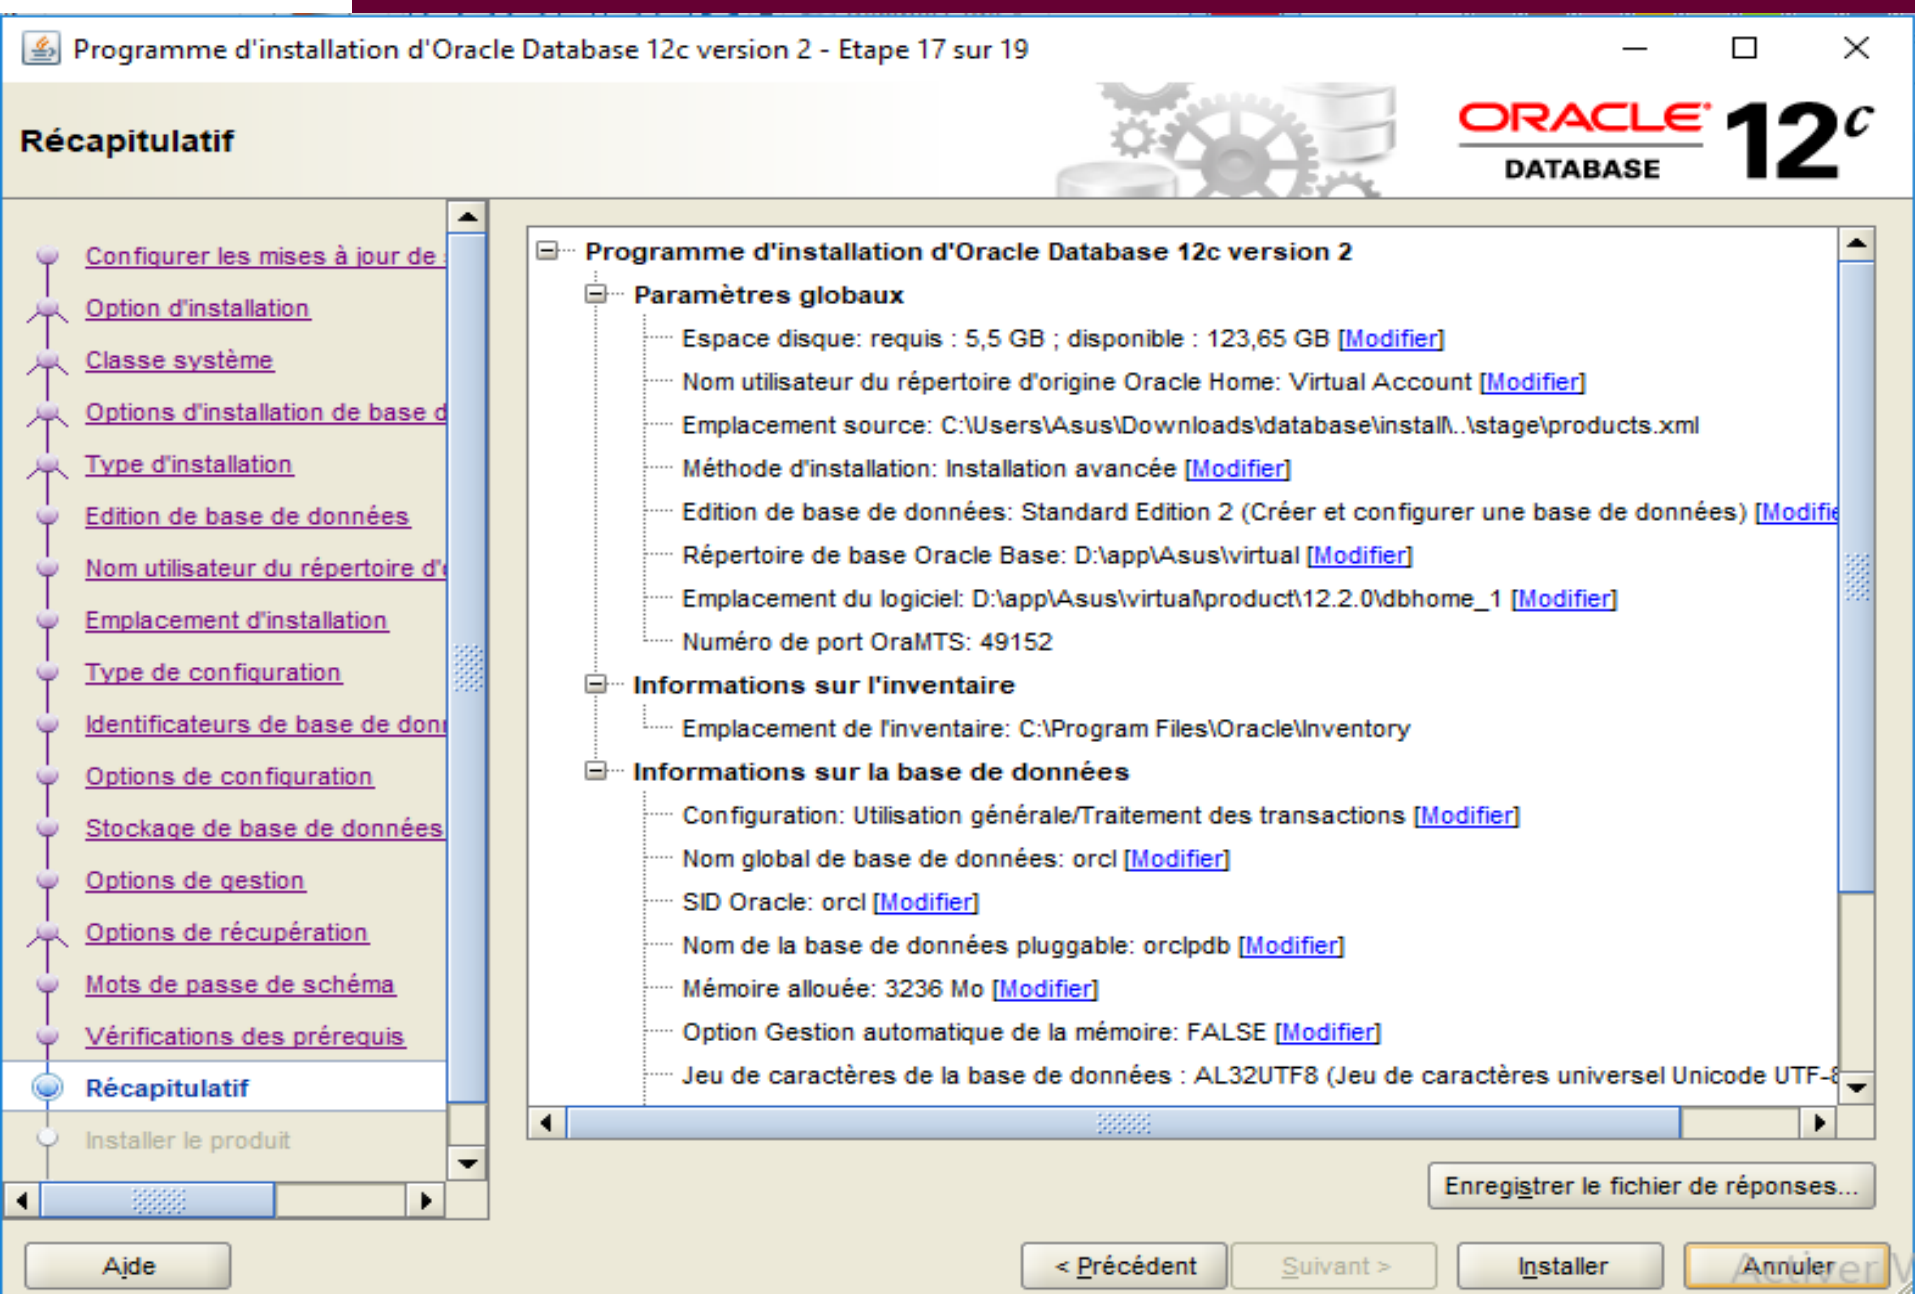 Programme d'installation d'Oracle Database 12c version 2 - Etape 17 sur 19
Récapitulatif
ORACLE
DATABASE
12c
Configurer les mises à jour de
Option d'installation
Classe système
Options d'installation de base d
Type d'installation
Edition de base de données
Nom utilisateur du répertoire d'
Emplacement d'installation
Type de configuration
Identificateurs de base de don
Options de configuration
Stockage de base de données
Options de gestion
Options de récupération
Mots de passe de schéma
Vérifications des prérequis
Récapitulatif
Installer le produit
Programme d'installation d'Oracle Database 12c version 2
Paramètres globaux
Espace disque: requis : 5,5 GB ; disponible : 123,65 GB [Modifier]
Nom utilisateur du répertoire d'origine Oracle Home: Virtual Account [Modifier]
Emplacement source: C:\Users\Asus\Downloads\database\install\..\stage\products.xml
Méthode d'installation: Installation avancée [Modifier]
Edition de base de données: Standard Edition 2 (Créer et configurer une base de données) [Modifie
Répertoire de base Oracle Base: D:\app\Asus\virtual [Modifier]
Emplacement du logiciel: D:\app\Asus\virtual\product\12.2.0\dbhome_1 [Modifier]
Numéro de port OraMTS: 49152
Informations sur l'inventaire
Emplacement de l'inventaire: C:\Program Files\Oracle\Inventory
Informations sur la base de données
Configuration: Utilisation générale/Traitement des transactions [Modifier]
Nom global de base de données: orcl [Modifier]
SID Oracle: orcl [Modifier]
Nom de la base de données pluggable: orclpdb [Modifier]
Mémoire allouée: 3236 Mo [Modifier]
Option Gestion automatique de la mémoire: FALSE [Modifier]
Jeu de caractères de la base de données : AL32UTF8 (Jeu de caractères universel Unicode UTF-8
Enregistrer le fichier de réponses...
Aide
< Précédent
Suivant >
Installer
Annuler
Activer